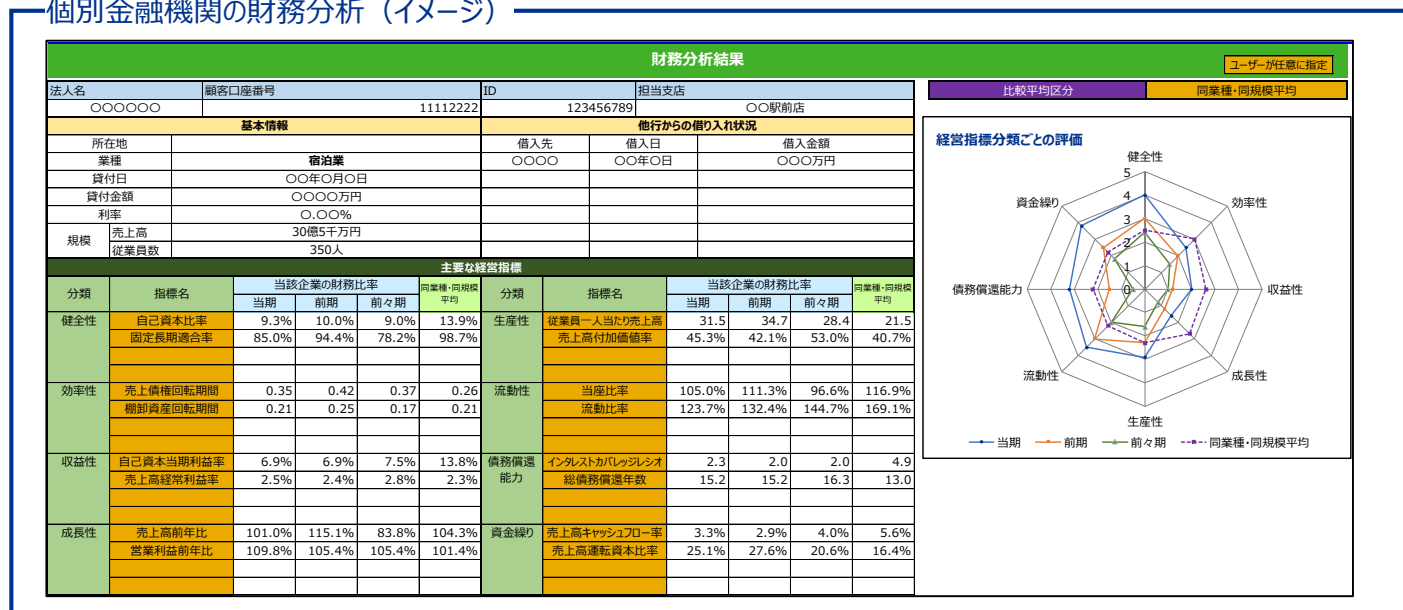 個別金融機関の財務分析（イメージ）
財務分析結果
ユーザーが任意に指定
法人名 顧客口座番号 ID 担当支店
〇〇〇〇〇〇 11112222 123456789 〇〇駅前店
比較平均区分 同業種・同規模平均
基本情報 他行からの借り入れ状況
所在地 借入先 借入日 借入金額
業種 宿泊業 〇〇〇〇 〇〇年〇日 〇〇〇万円
貸付日 〇〇年〇月〇日
貸付金額 〇〇〇〇万円
利率 〇.〇〇%
規模 売上高 30億5千万円
従業員数 350人
主要な経営指標
分類 指標名 当該企業の財務比率 同業種・同規模平均 分類 指標名 当該企業の財務比率 同業種・同規模平均
当期 前期 前々期 当期 前期 前々期
健全性 自己資本比率 9.3% 10.0% 9.0% 13.9% 生産性 従業員一人当たり売上高 31.5 34.7 28.4 21.5
固定長期適合率 85.0% 94.4% 78.2% 98.7% 売上高付加価値率 45.3% 42.1% 53.0% 40.7%
効率性 売上債権回転期間 0.35 0.42 0.37 0.26 流動性 当座比率 105.0% 111.3% 96.6% 116.9%
棚卸資産回転期間 0.21 0.25 0.17 0.21 流動比率 123.7% 132.4% 144.7% 169.1%
収益性 自己資本当期利益率 6.9% 6.9% 7.5% 13.8% 債務償還能力 インタレストカバレッジレシオ 2.3 2.0 2.0 4.9
売上高経常利益率 2.5% 2.4% 2.8% 2.3% 総債務償還年数 15.2 15.2 16.3 13.0
成長性 売上高前年比 101.0% 115.1% 83.8% 104.3% 資金繰り 売上高キャッシュフロー率 3.3% 2.9% 4.0% 5.6%
営業利益前年比 109.8% 105.4% 105.4% 101.4% 売上高運転資本比率 25.1% 27.6% 20.6% 16.4%
経営指標分類ごとの評価
健全性
5
4
3
2
1
0
資金繰り 効率性
債務償還能力 収益性
流動性 成長性
生産性
当期 前期 前々期 同業種・同規模平均